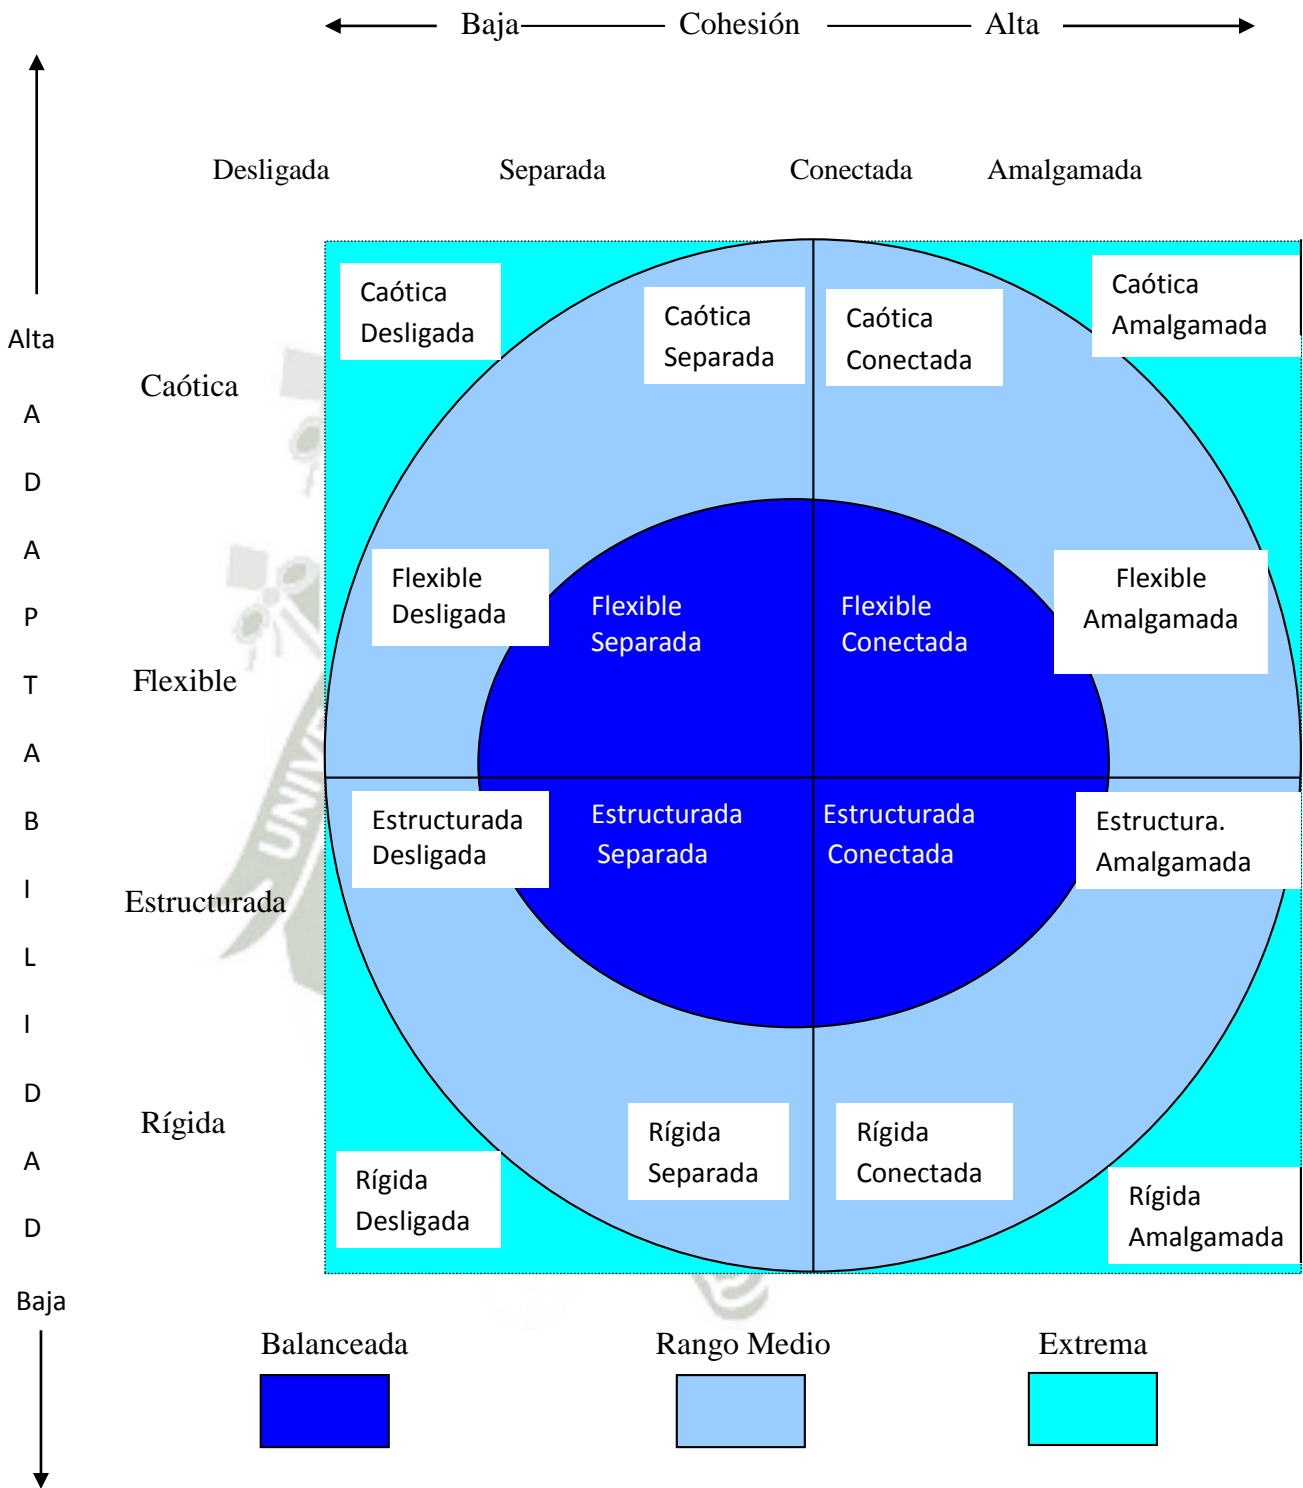 Baja Cohesión Alta
Desligada Separada Conectada Amalgamada
Alta
A
D
A
P
T
A
B
I
L
I
D
A
D
Baja
Caótica
Flexible
Estructurada
Rígida
Caótica
Desligada
Caótica
Separada
Caótica
Conectada
Caótica
Amalgamada
Flexible
Desligada
Flexible
Separada
Flexible
Conectada
Flexible
Amalgamada
Estructurada
Desligada
Estructurada
Separada
Estructurada
Conectada
Estructura.
Amalgamada
Rígida
Desligada
Rígida
Separada
Rígida
Conectada
Rígida
Amalgamada
UNIVE
Balanceada Rango Medio Extrema